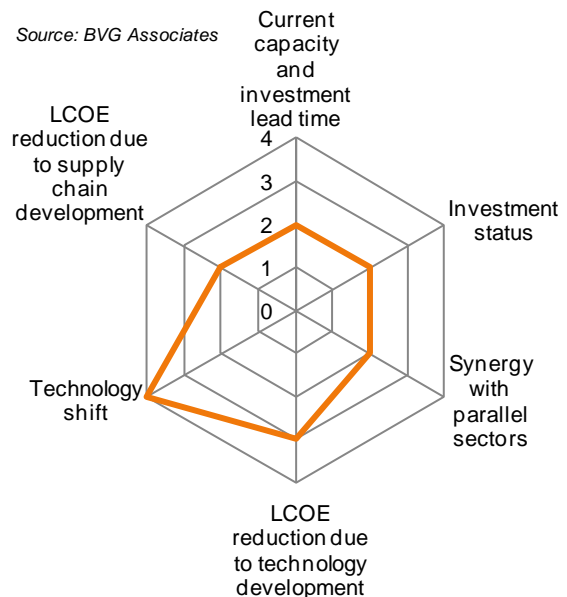 Source: BVG Associates
Current
capacity
and
investment
lead time
LCOE
reduction due
to supply
chain
development
4
3
2
1
0
Investment
status
Technology
shift
Synergy
with
parallel
sectors
LCOE
reduction due
to technology
development